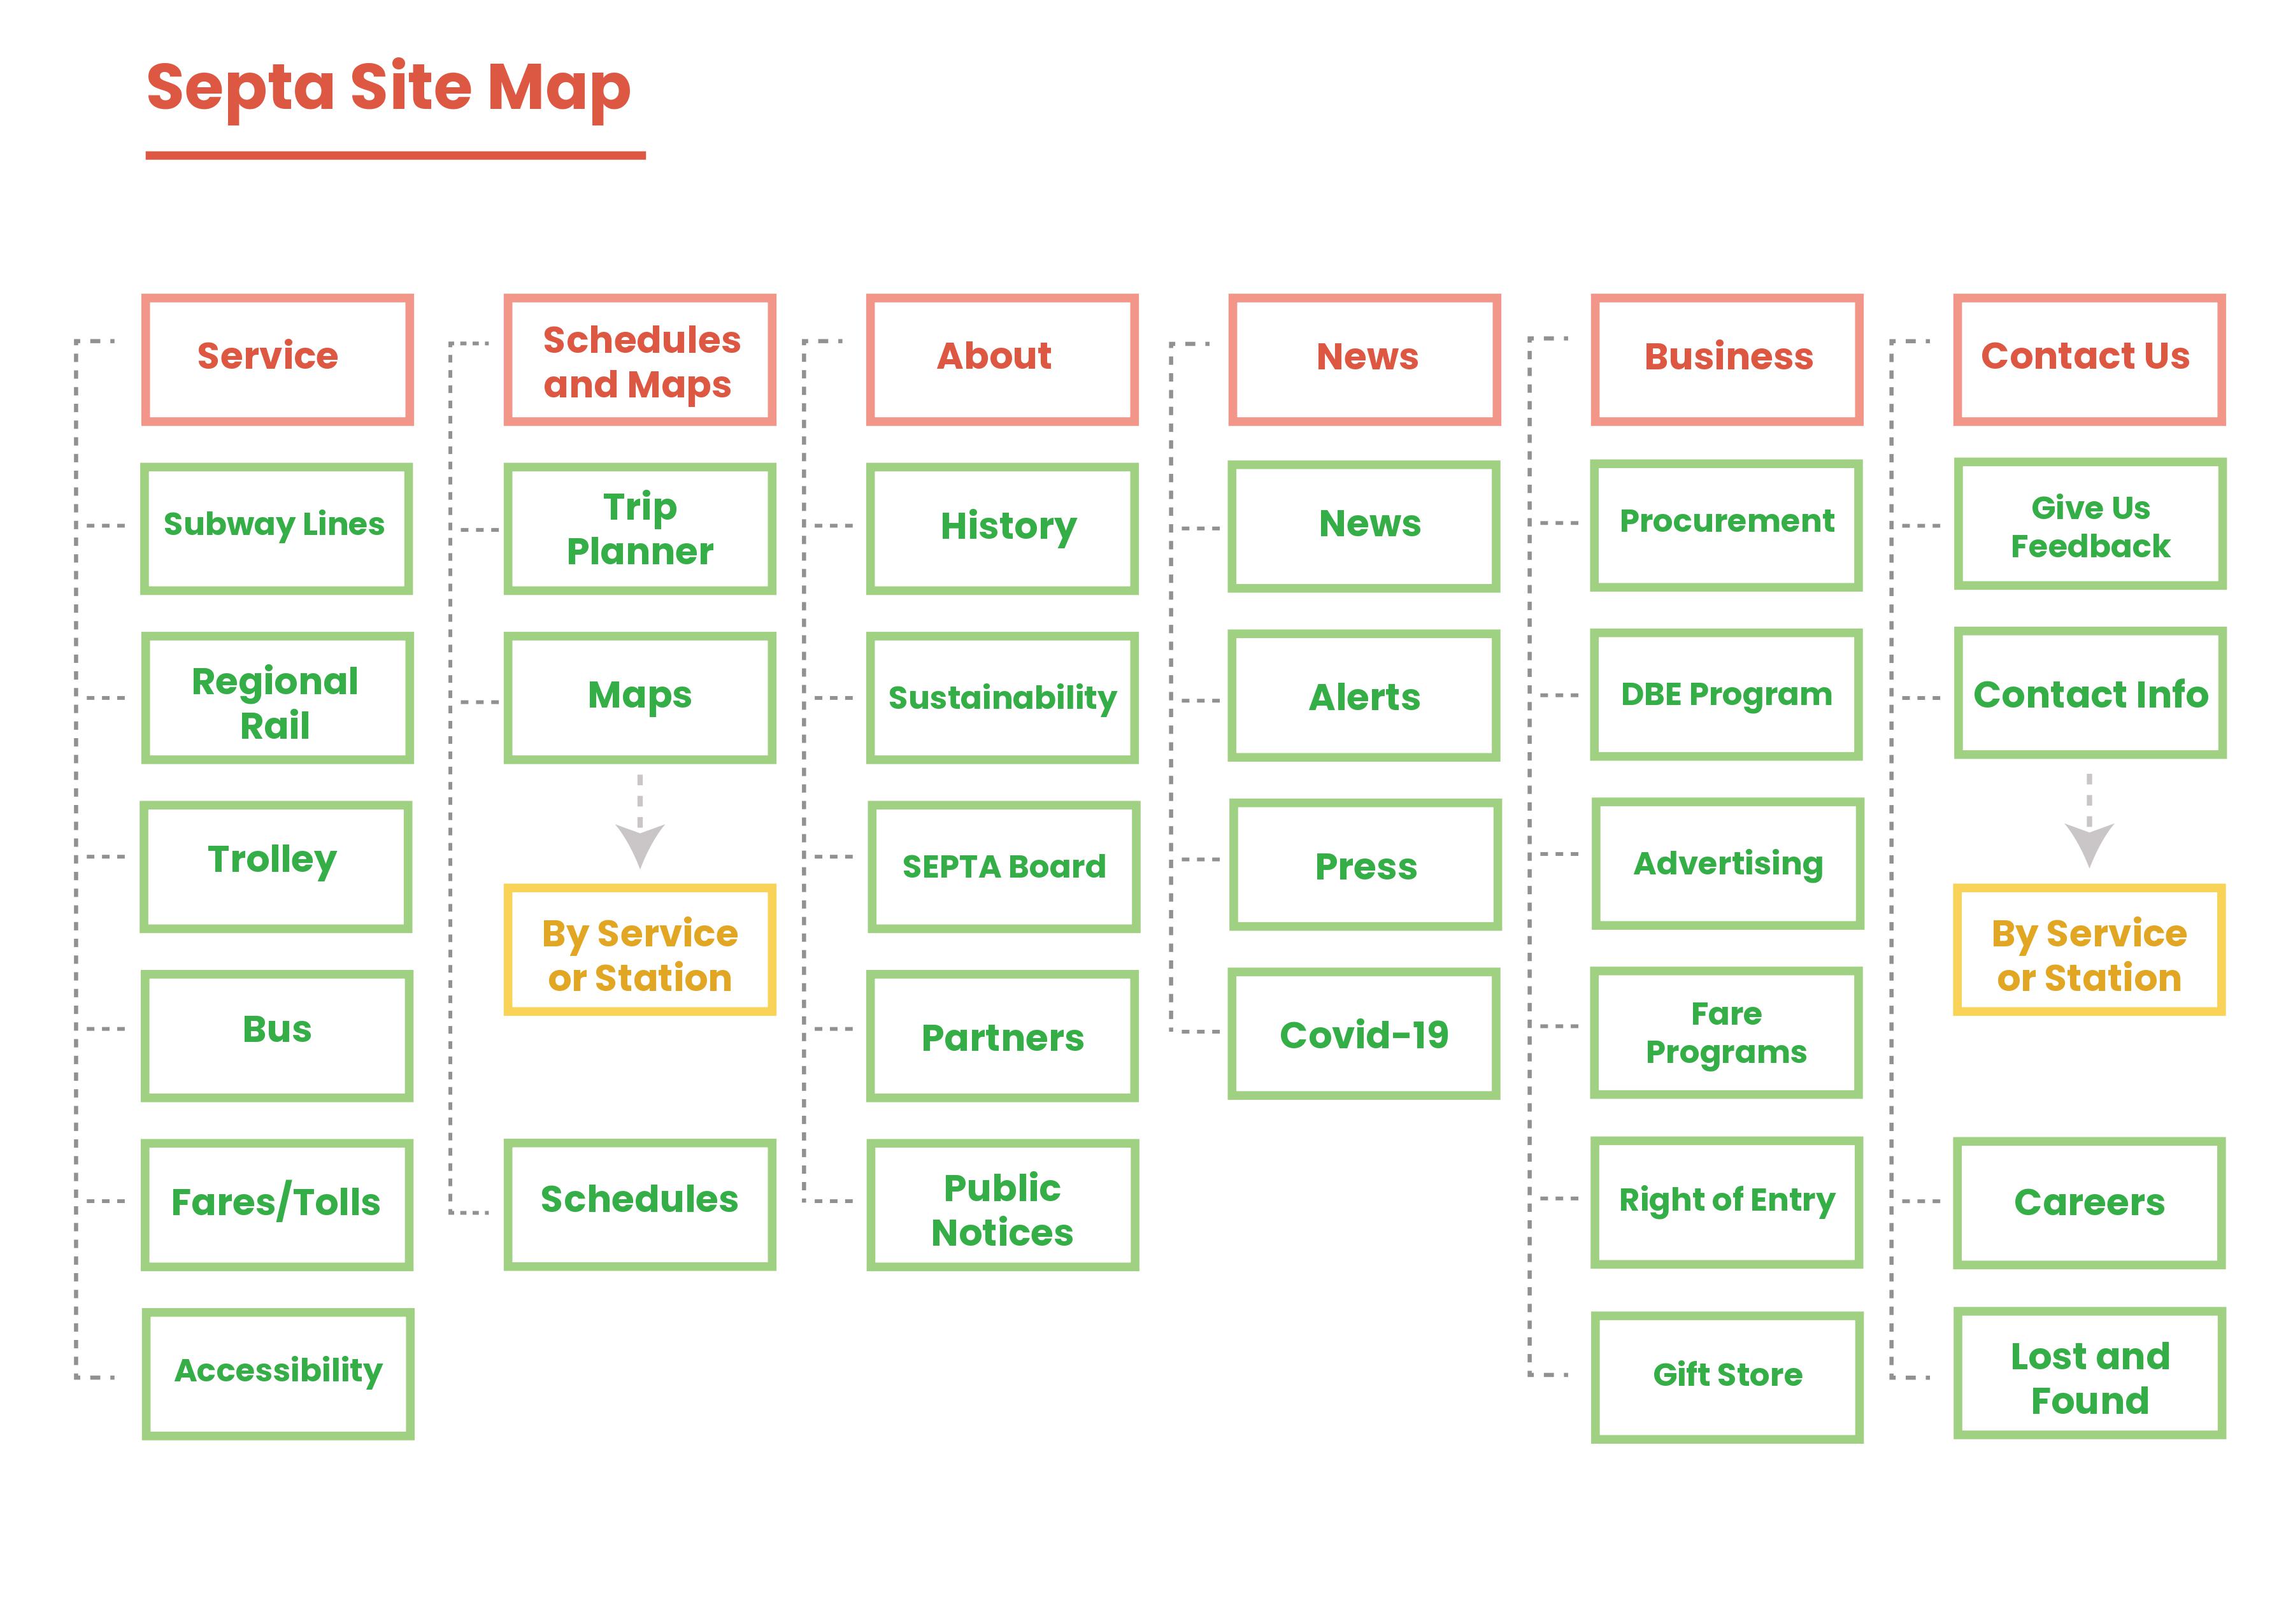 Septa Site Map
Service
Subway Lines
Regional
Rail
Trolley
Bus
Fares/Tolls
Accessibility
Schedules
and Maps
Trip
Planner
Maps
By Service
or Station
Schedules
About
History
Sustainability
SEPTA Board
Partners
Public
Notices
News
News
Alerts
Press
Covid-19
Business
Procurement
DBE Program
Advertising
Fare
Programs
Right of Entry
Gift Store
Contact Us
Give Us
Feedback
Contact Info
By Service
or Station
Careers
Lost and
Found